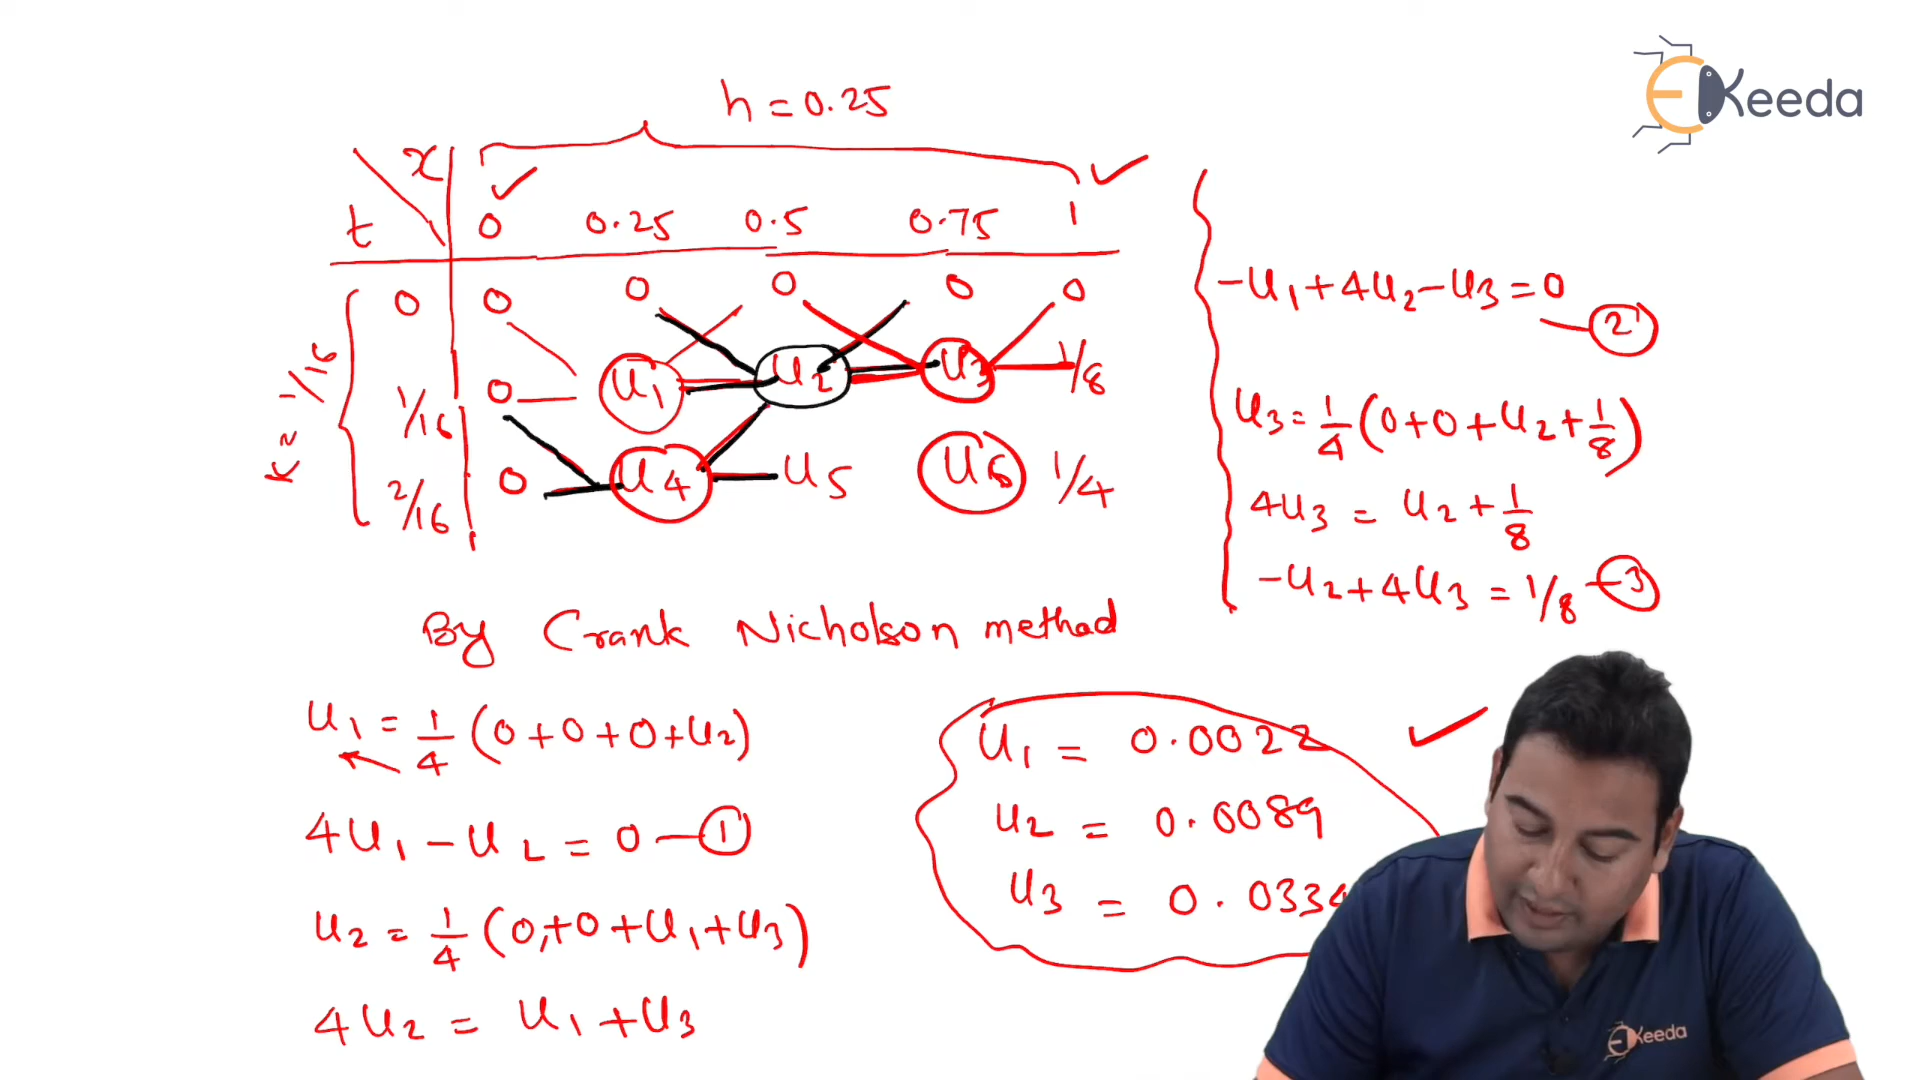 EKeeda
h = 0.25
x
t 0 0.25 0.5 0.75 1
0 0 0 0 0 0
1/16 0 u1 u2 u3 1/8
2/16 0 u4 u5 u6 1/4
K = 1/16
By Crank Nicholson method
u1 = 1/4 (0+0+0+u2)
4u1 - u2 = 0 — 1
u2 = 1/4 (0+0+u1+u3)
4u2 = u1+u3
-u1+4u2-u3=0
— 2
u3 = 1/4 (0+0+u2+1/8)
4u3 = u2+1/8
-u2+4u3 = 1/8 — 3
u1 = 0.0022
u2 = 0.0089
u3 = 0.0334
EKeeda